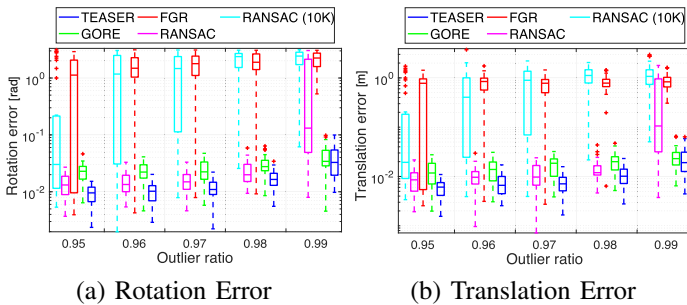 TEASER FGR RANSAC (10K)
GORE RANSAC
Rotation error [rad]
10^0
10^-1
10^-2
0.95 0.96 0.97 0.98 0.99
Outlier ratio
(a) Rotation Error
TEASER FGR RANSAC (10K)
GORE RANSAC
Translation error [m]
10^0
10^-2
0.95 0.96 0.97 0.98 0.99
Outlier ratio
(b) Translation Error